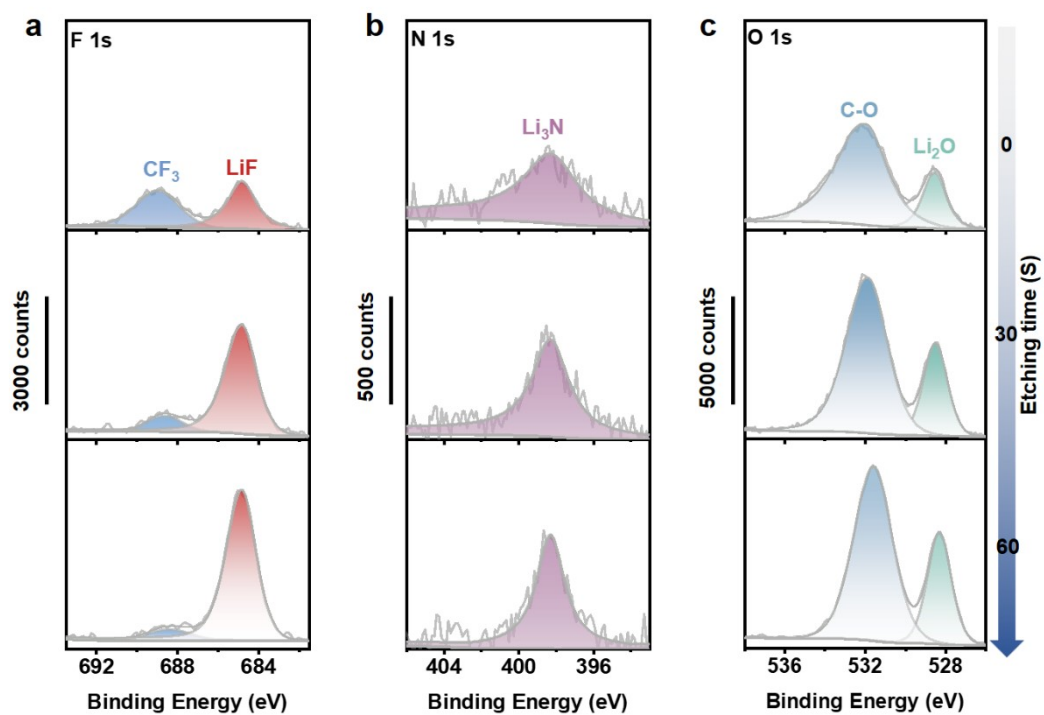 a
F 1s
CF₃
LiF
3000 counts
692
688
684
Binding Energy (eV)
b
N 1s
Li₃N
500 counts
404
400
396
Binding Energy (eV)
c
O 1s
C-O
Li₂O
5000 counts
536
532
528
Binding Energy (eV)
0
30
60
Etching time (S)